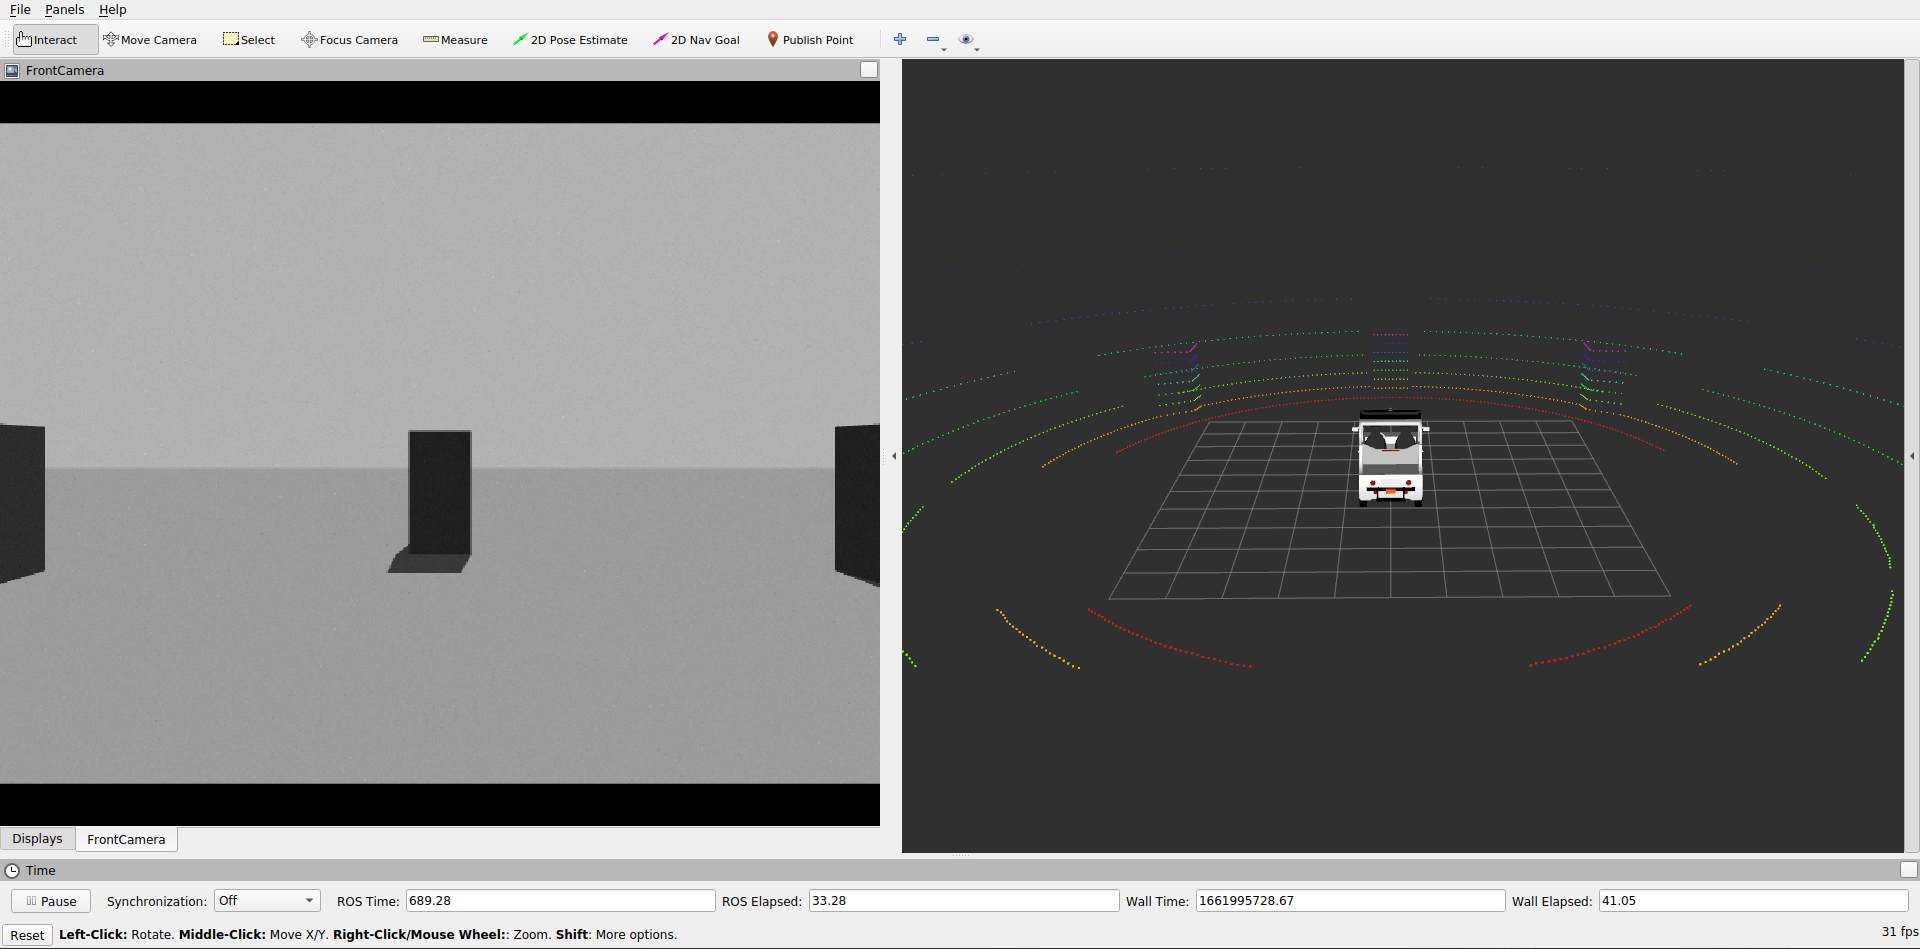 File Panels Help
Interact Move Camera Select Focus Camera Measure 2D Pose Estimate 2D Nav Goal Publish Point
FrontCamera
Displays FrontCamera
Time
Pause Synchronization: Off ROS Time: 689.28 ROS Elapsed: 33.28 Wall Time: 1661995728.67 Wall Elapsed: 41.05
Reset Left-Click: Rotate. Middle-Click: Move X/Y. Right-Click/Mouse Wheel:: Zoom. Shift: More options. 31 fps